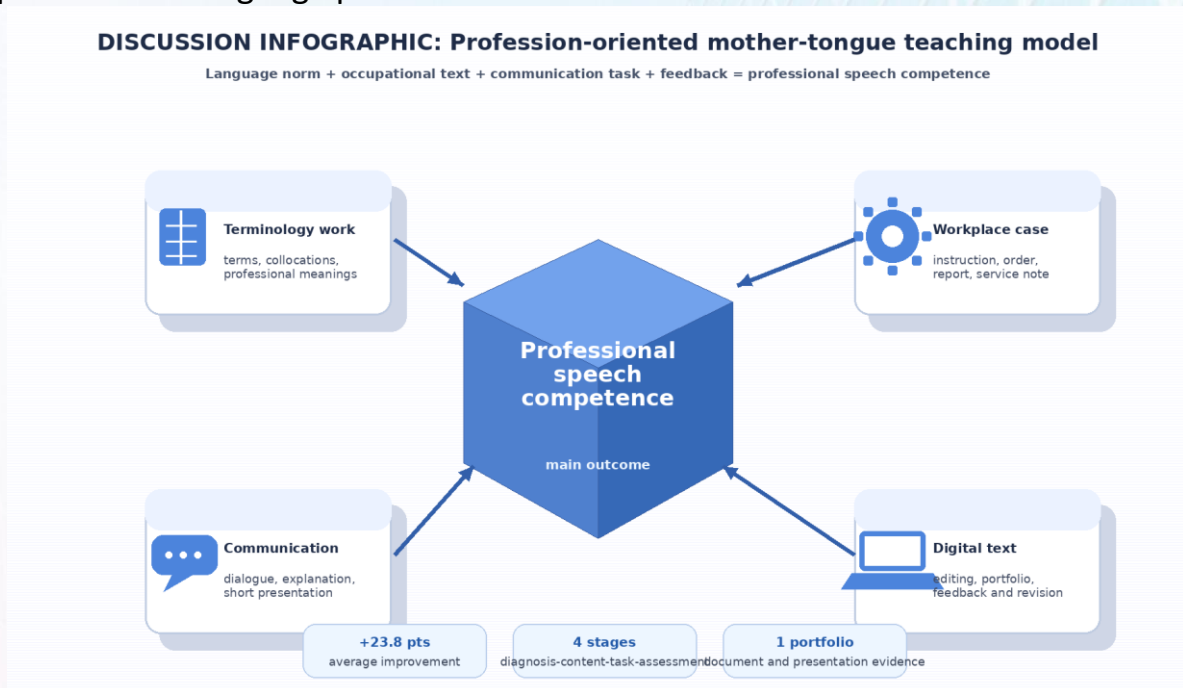 DISCUSSION INFOGRAPHIC: Profession-oriented mother-tongue teaching model
Language norm + occupational text + communication task + feedback = professional speech competence
Terminology work
terms, collocations,
professional meanings
Workplace case
instruction, order,
report, service note
Professional
speech
competence
main outcome
Communication
dialogue, explanation,
short presentation
Digital text
editing, portfolio,
feedback and revision
+23.8 pts
average improvement
4 stages
diagnosis-content-task-assessment
1 portfolio
document and presentation evidence